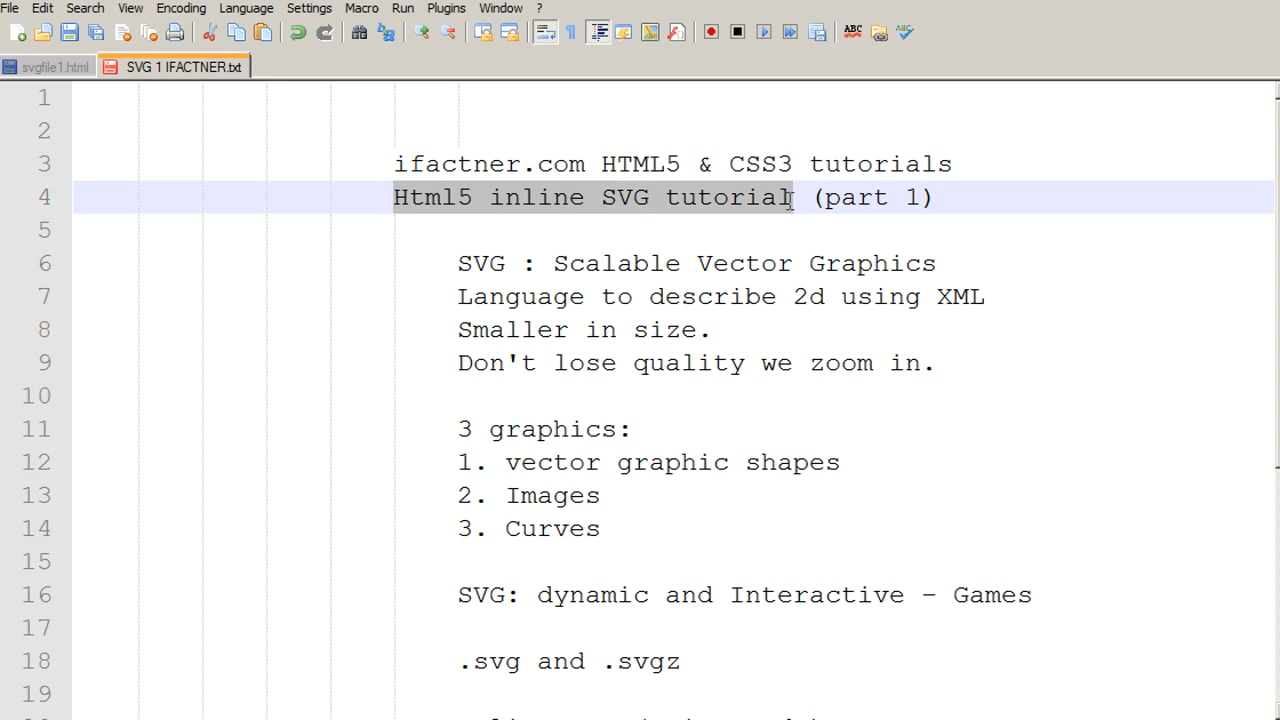 File Edit Search View Encoding Language Settings Macro Run Plugins Window ?
ABC ABC
svgfile1.html SVG 1 IFACTNER.txt
1
2
3 ifactner.com HTML5 & CSS3 tutorials
4 Html5 inline SVG tutorial (part 1)
5
6 SVG : Scalable Vector Graphics
7 Language to describe 2d using XML
8 Smaller in size.
9 Don't lose quality we zoom in.
10
11 3 graphics:
12 1. vector graphic shapes
13 2. Images
14 3. Curves
15
16 SVG: dynamic and Interactive - Games
17
18 .svg and .svgz
19